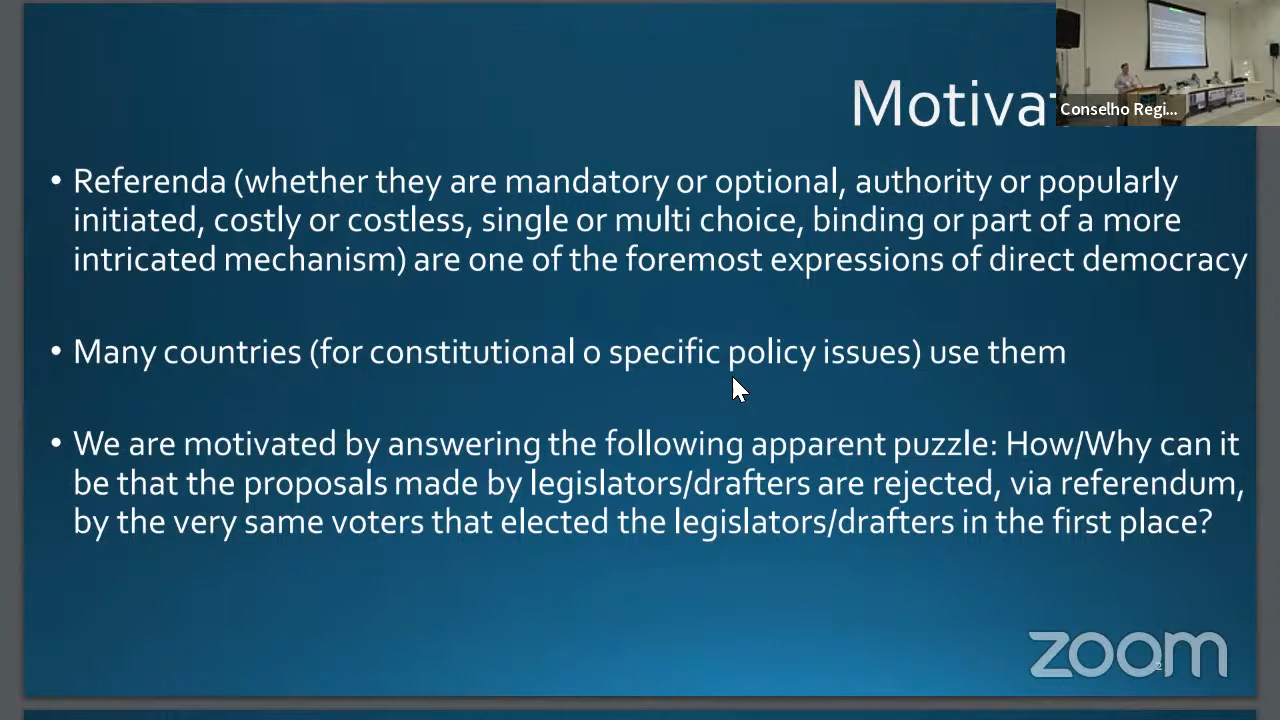 Motivat
Conselho Regi...
• Referenda (whether they are mandatory or optional, authority or popularly
initiated, costly or costless, single or multi choice, binding or part of a more
intricated mechanism) are one of the foremost expressions of direct democracy
• Many countries (for constitutional o specific policy issues) use them
• We are motivated by answering the following apparent puzzle: How/Why can it
be that the proposals made by legislators/drafters are rejected, via referendum,
by the very same voters that elected the legislators/drafters in the first place?
zoom
2